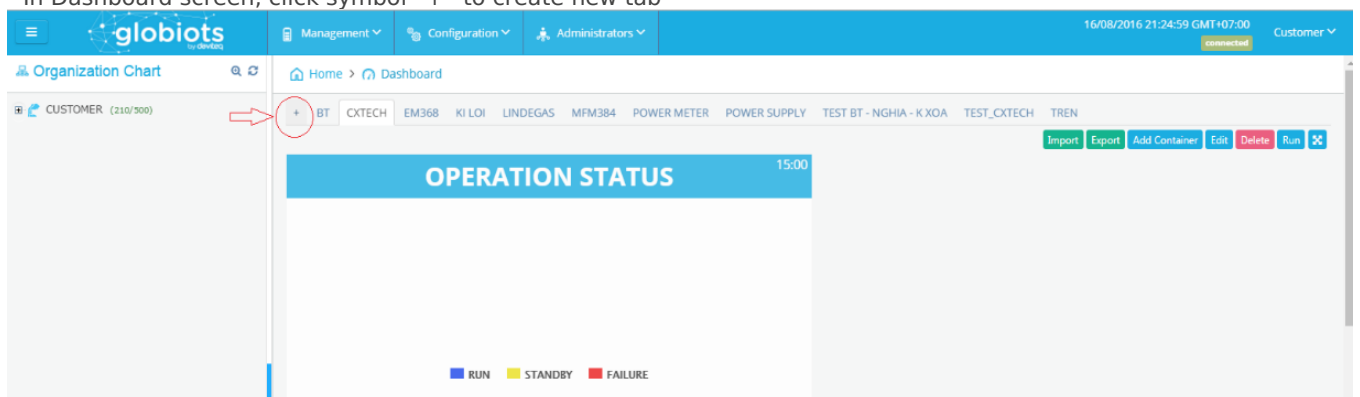 In Dashboard screen, click symbol "+" to create new tab
globiots
by devteq
Management
Configuration
Administrators
16/08/2016 21:24:59 GMT+07:00
connected
Customer
Organization Chart
Home > Dashboard
CUSTOMER (210/500)
+ BT CXTECH EM368 KI LOI LINDEGAS MFM384 POWER METER POWER SUPPLY TEST BT - NGHIA - K XOA TEST_CXTECH TREN
Import Export Add Container Edit Delete Run
OPERATION STATUS
15:00
RUN STANDBY FAILURE